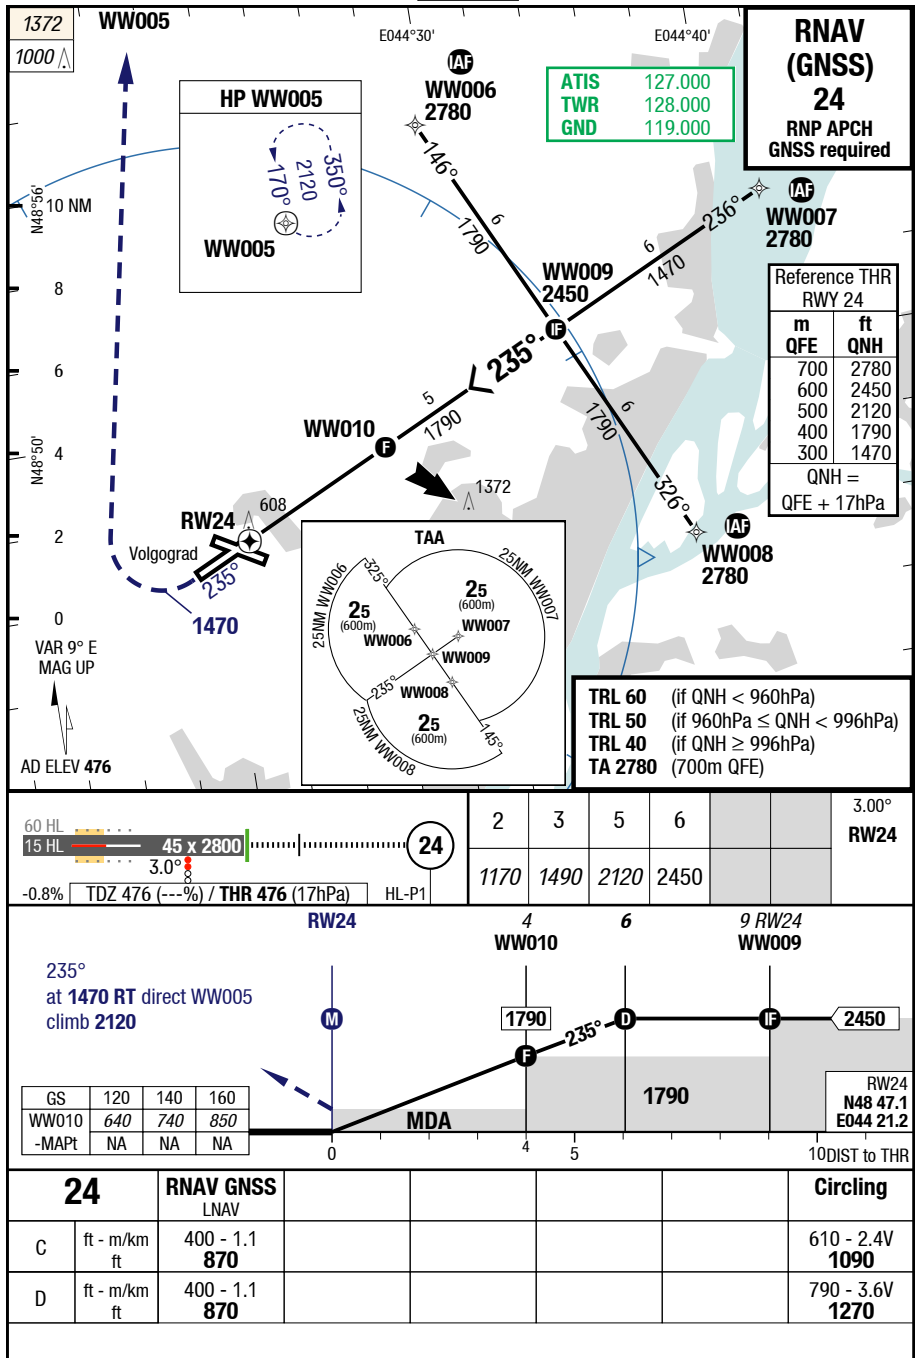 1372
1000
WW005
E044°30'
E044°40'
RNAV
(GNSS)
24
RNP APCH
GNSS required
IAF
WW006
2780
ATIS 127.000
TWR 128.000
GND 119.000
HP WW005
170°
2120
350°
WW005
N48°56'
10 NM
8
6
4
2
0
N48°50'
146°
6
1790
236°
6
1470
IAF
WW007
2780
WW009
2450
IF
235°
5
1790
WW010
F
6
1790
326°
IAF
WW008
2780
Reference THR
RWY 24
m ft
QFE QNH
700 2780
600 2450
500 2120
400 1790
300 1470
QNH =
QFE + 17hPa
1372
608
RW24
Volgograd
235°
1470
VAR 9° E
MAG UP
AD ELEV 476
TAA
25NM WW006
325°
25NM WW007
25
(600m)
25
(600m)
WW006
WW007
WW009
WW008
235°
25NM WW008
25
(600m)
145°
TRL 60 (if QNH < 960hPa)
TRL 50 (if 960hPa ≤ QNH < 996hPa)
TRL 40 (if QNH ≥ 996hPa)
TA 2780 (700m QFE)
60 HL
15 HL
45 x 2800
24
3.0°
-0.8% TDZ 476 (---%) / THR 476 (17hPa) HL-P1
2 3 5 6
1170 1490 2120 2450
3.00°
RW24
RW24
4
WW010
6
9 RW24
WW009
235°
at 1470 RT direct WW005
climb 2120
M
1790
F
235°
D
IF
2450
MDA
1790
RW24
N48 47.1
E044 21.2
GS 120 140 160
WW010 640 740 850
-MAPt NA NA NA
0 4 5 10 DIST to THR
24 RNAV GNSS Circling
LNAV
C ft - m/km 400 - 1.1 610 - 2.4V
ft 870 1090
D ft - m/km 400 - 1.1 790 - 3.6V
ft 870 1270